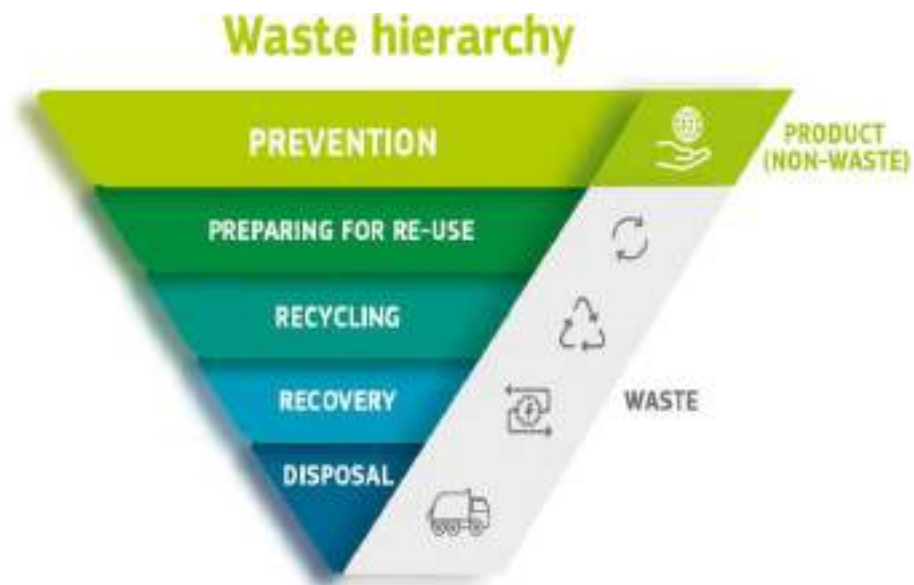 Waste hierarchy
PREVENTION
PRODUCT
(NON-WASTE)
PREPARING FOR RE-USE
RECYCLING
RECOVERY
WASTE
DISPOSAL